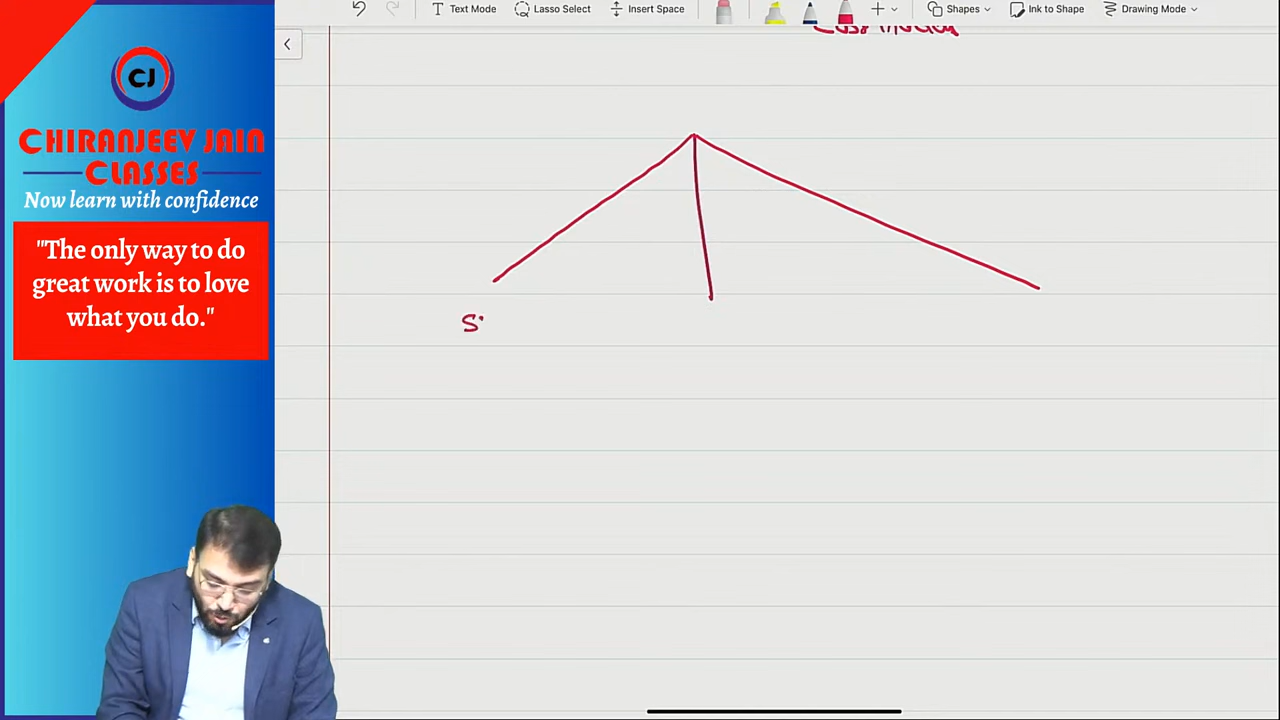 Text Mode
Lasso Select
Insert Space
Shapes
Ink to Shape
Drawing Mode
CJ
CHIRANJEEV JAIN
CLASSES
Now learn with confidence
"The only way to do
great work is to love
what you do."
S